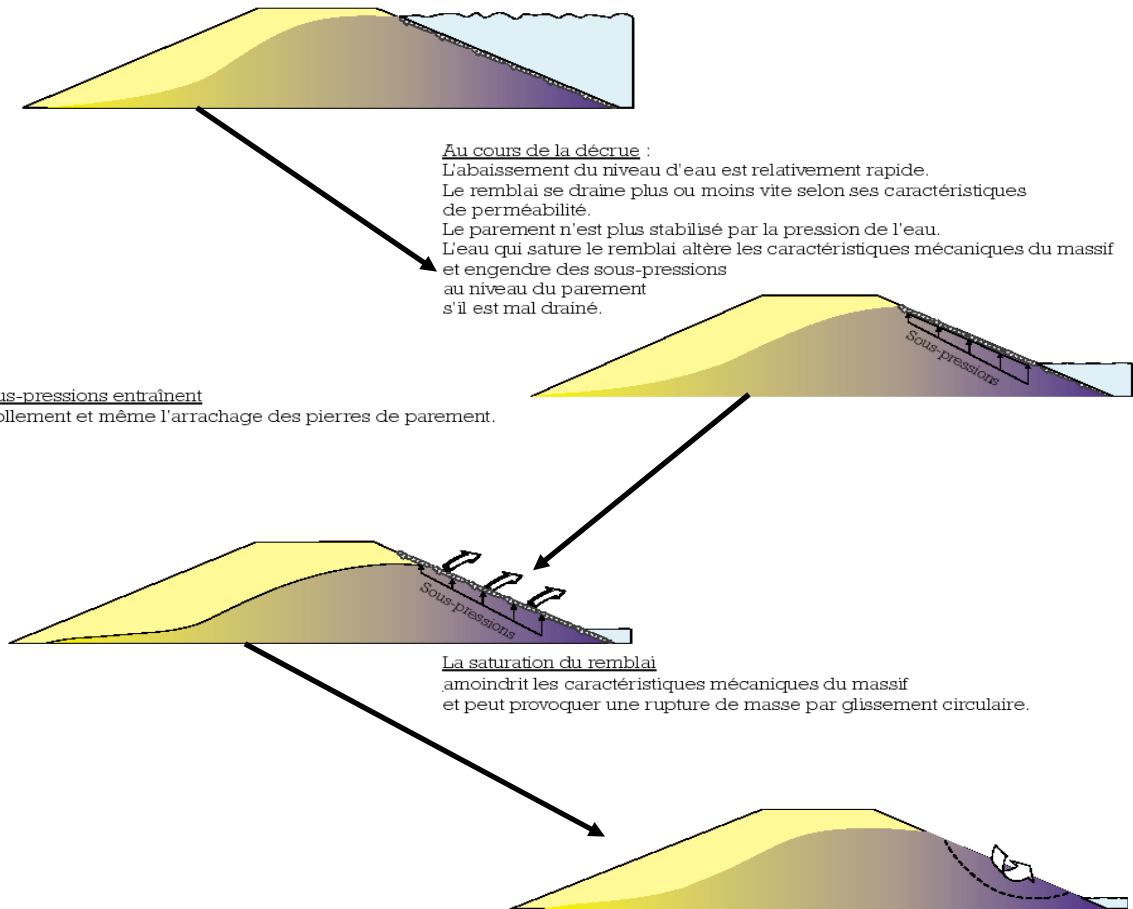 Au cours de la décrue :
L'abaissement du niveau d'eau est relativement rapide.
Le remblai se draine plus ou moins vite selon ses caractéristiques
de perméabilité.
Le parement n'est plus stabilisé par la pression de l'eau.
L'eau qui sature le remblai altère les caractéristiques mécaniques du massif
et engendre des sous-pressions
au niveau du parement
s'il est mal drainé.
Sous-pressions
us-pressions entraînent
ollement et même l'arrachage des pierres de parement.
Sous-pressions
La saturation du remblai
amoindrit les caractéristiques mécaniques du massif
et peut provoquer une rupture de masse par glissement circulaire.